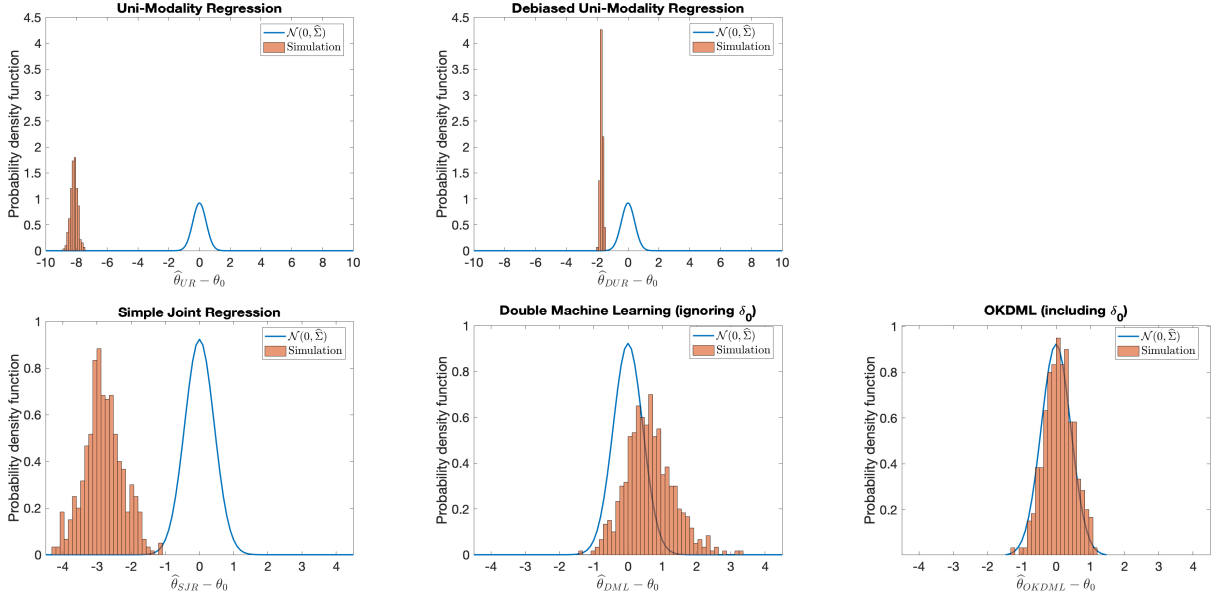 Uni-Modality Regression
4.5
4
3.5
3
2.5
2
1.5
1
0.5
0
Probability density function
𝒩(0, Σ̂)
Simulation
-10 -8 -6 -4 -2 0 2 4 6 8 10
θ̂_UR − θ₀
Debiased Uni-Modality Regression
4.5
4
3.5
3
2.5
2
1.5
1
0.5
0
Probability density function
𝒩(0, Σ̂)
Simulation
-10 -8 -6 -4 -2 0 2 4 6 8 10
θ̂_DUR − θ₀
Simple Joint Regression
1
0.8
0.6
0.4
0.2
0
Probability density function
𝒩(0, Σ̂)
Simulation
-4 -3 -2 -1 0 1 2 3 4
θ̂_SJR − θ₀
Double Machine Learning (ignoring δ₀)
1
0.8
0.6
0.4
0.2
0
Probability density function
𝒩(0, Σ̂)
Simulation
-4 -3 -2 -1 0 1 2 3 4
θ̂_DML − θ₀
OKDML (including δ₀)
1
0.8
0.6
0.4
0.2
Probability density function
𝒩(0, Σ̂)
Simulation
-4 -3 -2 -1 0 1 2 3 4
θ̂_OKDML − θ₀